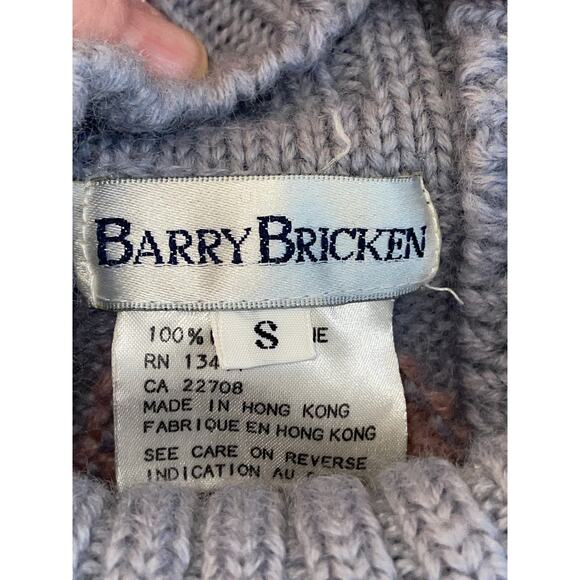 BARRY BRICKEN
S
100%
RN
CA 22708
MADE IN HONG KONG
FABRIQUE EN HONG KONG
SEE CARE ON REVERSE
INDICATION AU